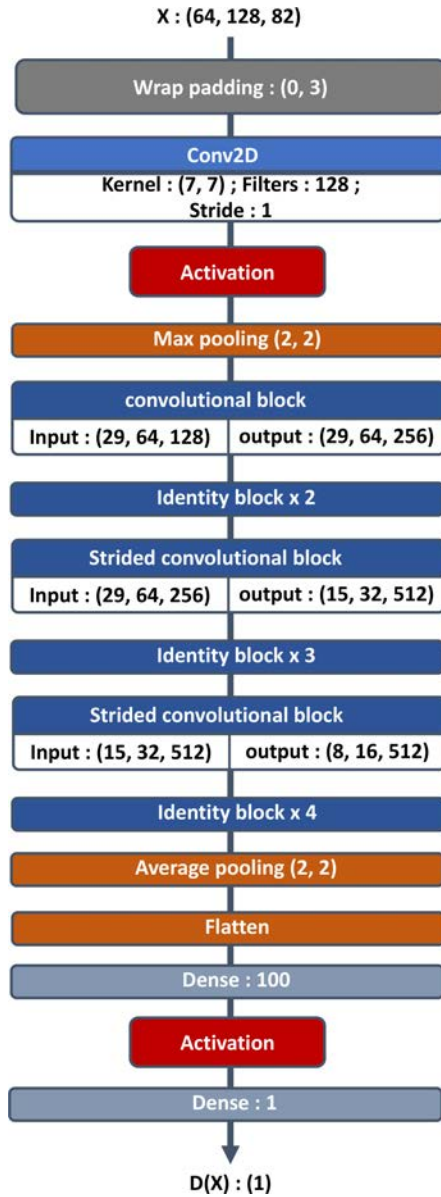 X : (64, 128, 82)
Wrap padding : (0, 3)
Conv2D
Kernel : (7, 7) ; Filters : 128 ;
Stride : 1
Activation
Max pooling (2, 2)
convolutional block
Input : (29, 64, 128) output : (29, 64, 256)
Identity block x 2
Strided convolutional block
Input : (29, 64, 256) output : (15, 32, 512)
Identity block x 3
Strided convolutional block
Input : (15, 32, 512) output : (8, 16, 512)
Identity block x 4
Average pooling (2, 2)
Flatten
Dense : 100
Activation
Dense : 1
D(X) : (1)